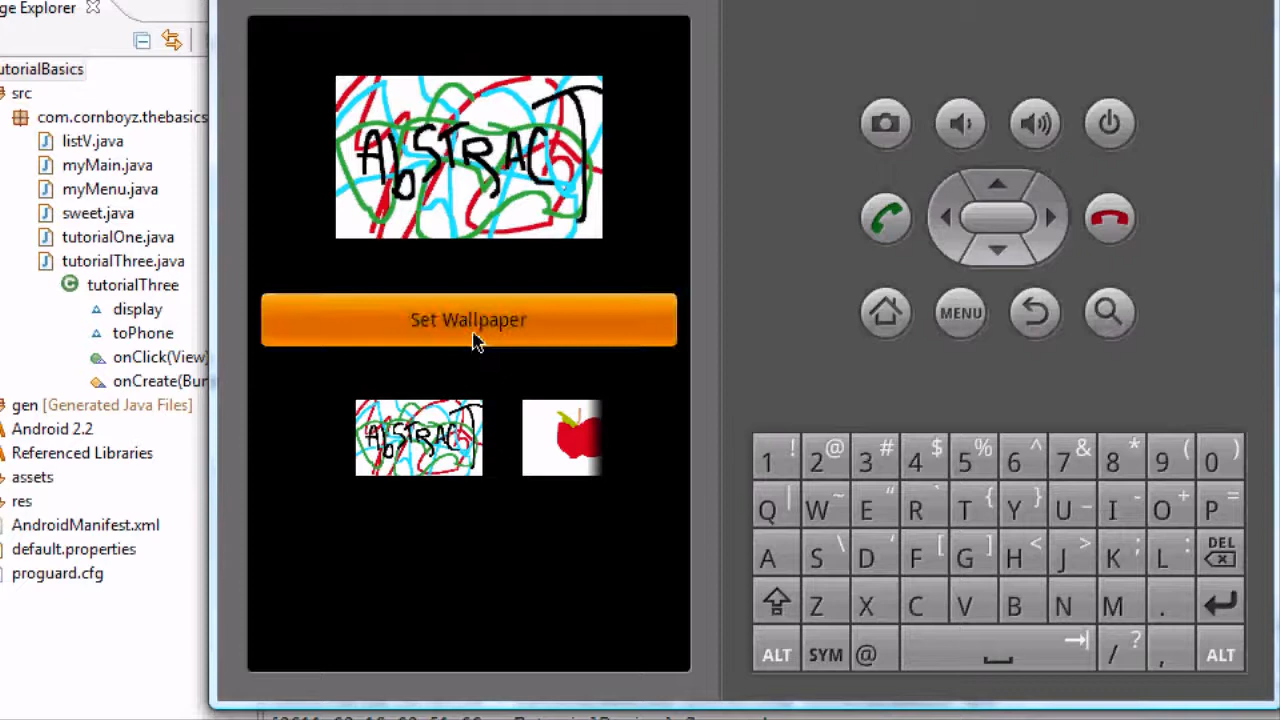 ge Explorer
utorialBasics
src
com.cornboyz.thebasics
listV.java
myMain.java
myMenu.java
sweet.java
tutorialOne.java
tutorialThree.java
tutorialThree
display
toPhone
onClick(View)
onCreate(Bun
gen [Generated Java Files]
Android 2.2
Referenced Libraries
assets
res
AndroidManifest.xml
default.properties
proguard.cfg
AbSTRACT
Set Wallpaper
AbSTRACT
MENU
1 ! 2 @ 3 # 4 $ 5 % 6 ^ 7 & 8 * 9 ( 0 )
Q | W ~ E " R ` T { Y } U _ I - O + P =
A S \ D ' F [ G ] H < J > K ; L : DEL
Z X C V B N M .
ALT SYM @ / ? , ALT